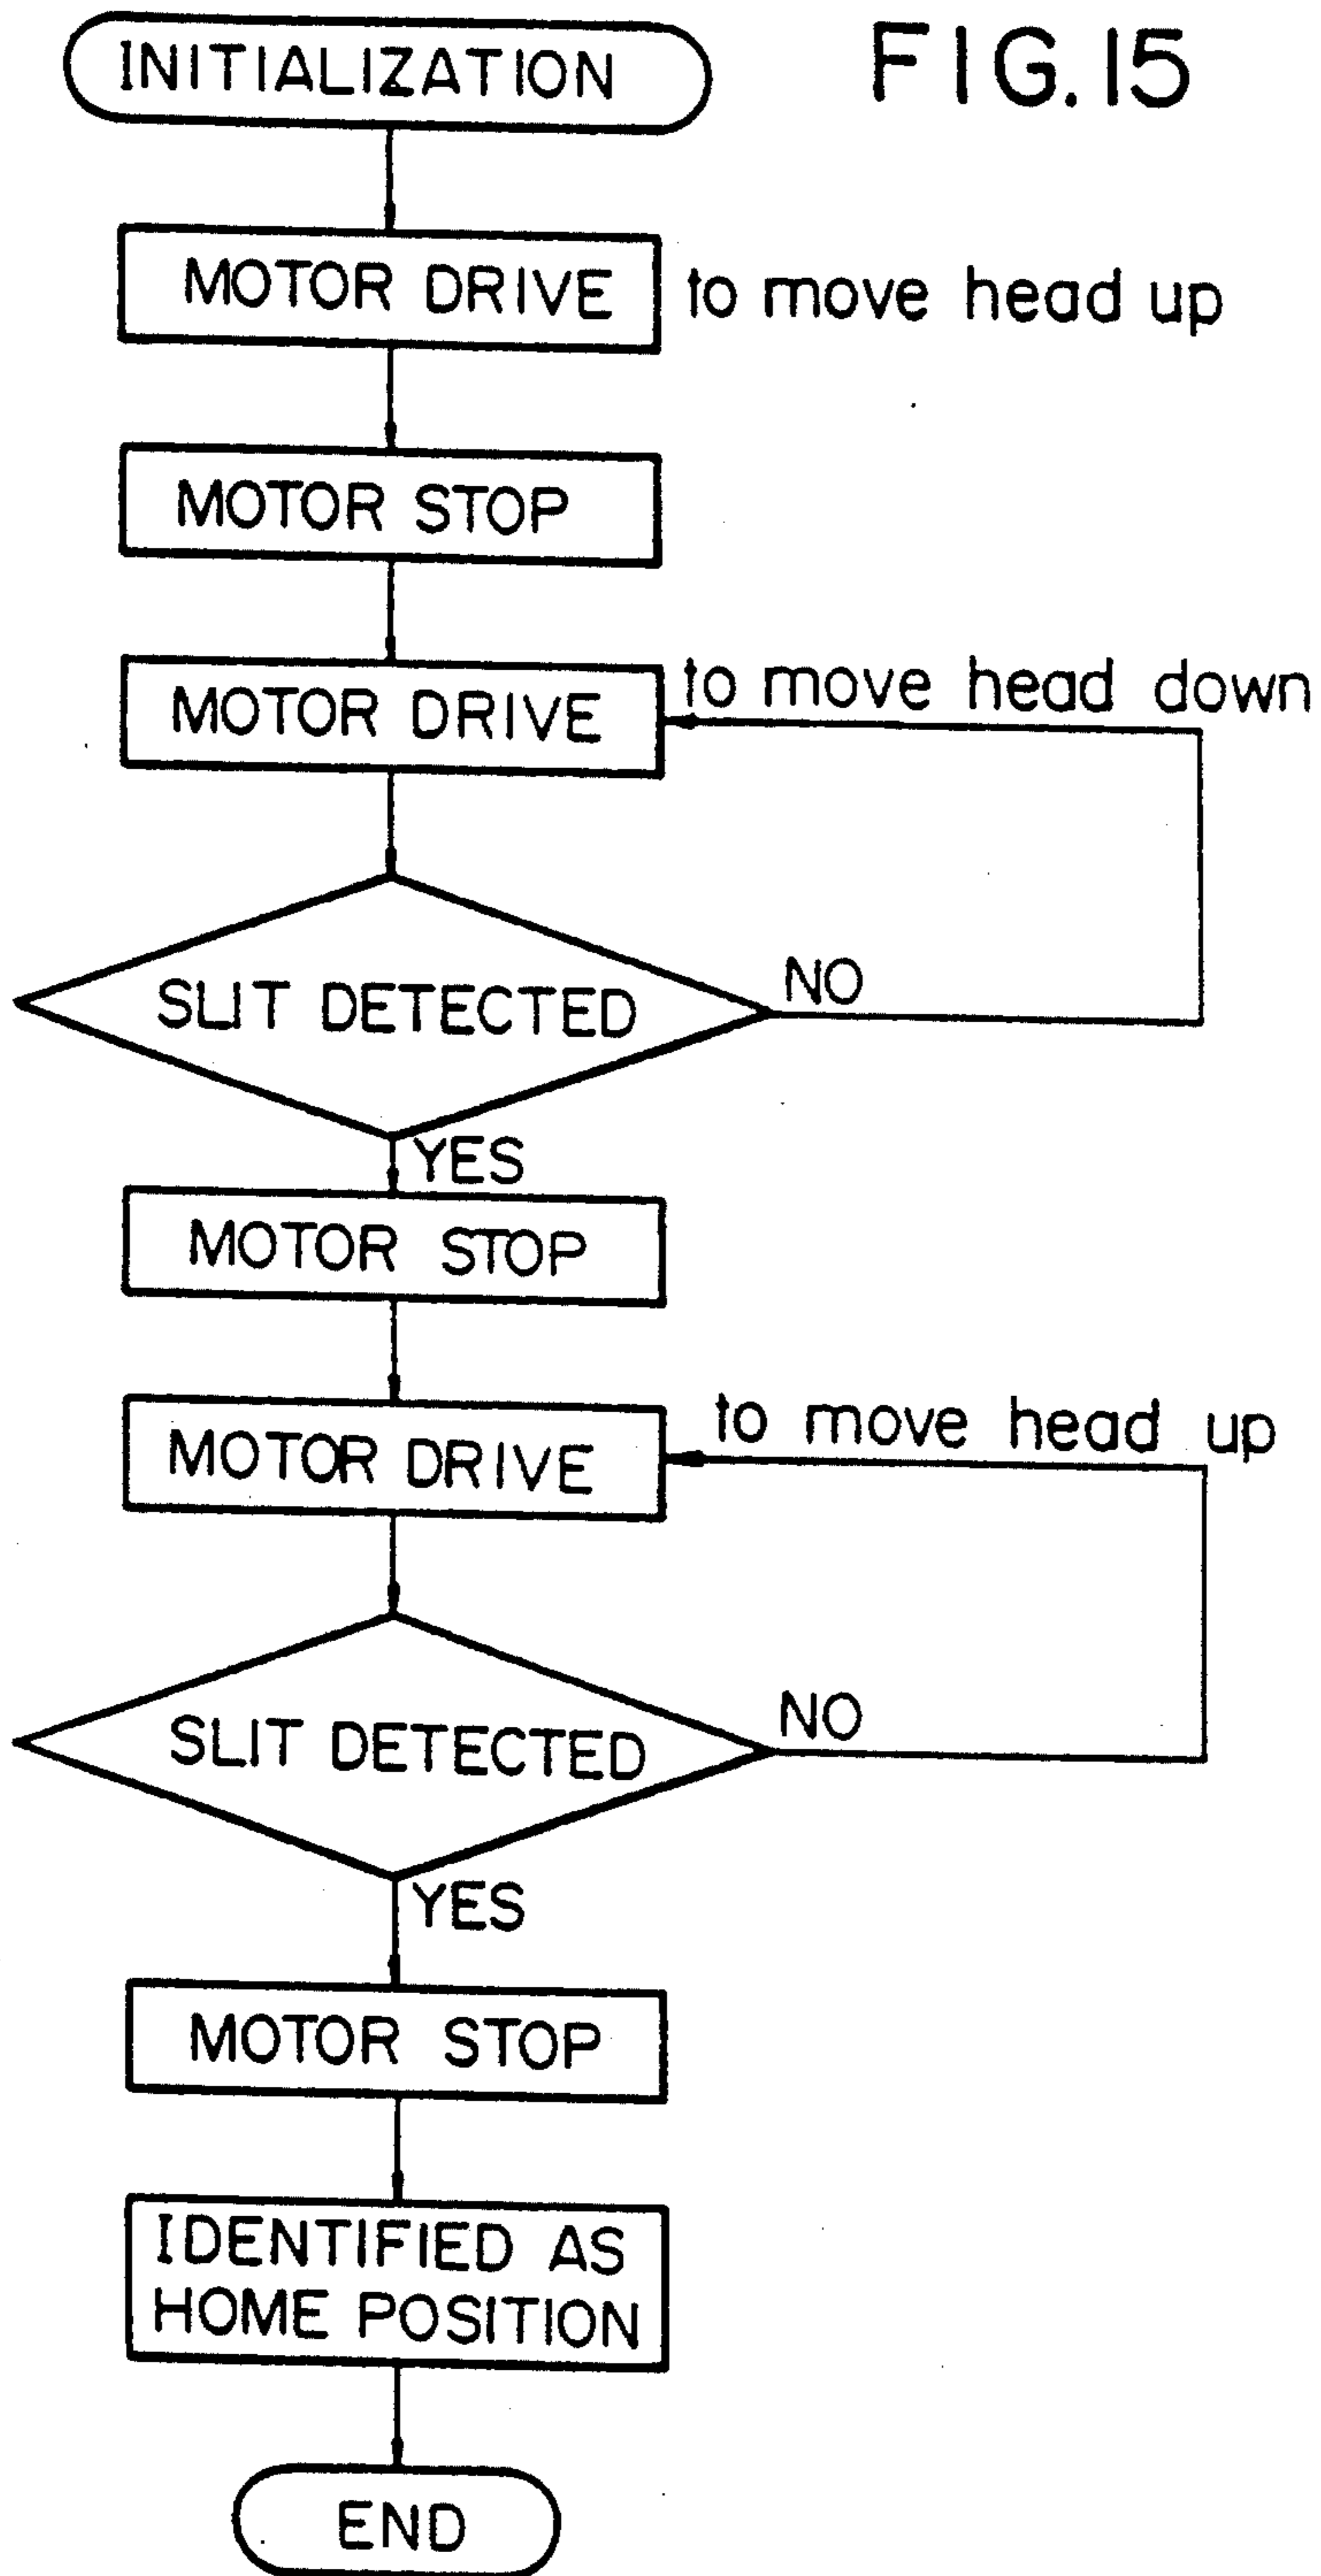 INITIALIZATION
FIG. 15
MOTOR DRIVE
to move head up
MOTOR STOP
MOTOR DRIVE
to move head down
SLIT DETECTED
NO
YES
MOTOR STOP
MOTOR DRIVE
to move head up
SLIT DETECTED
NO
YES
MOTOR STOP
IDENTIFIED AS
HOME POSITION
END